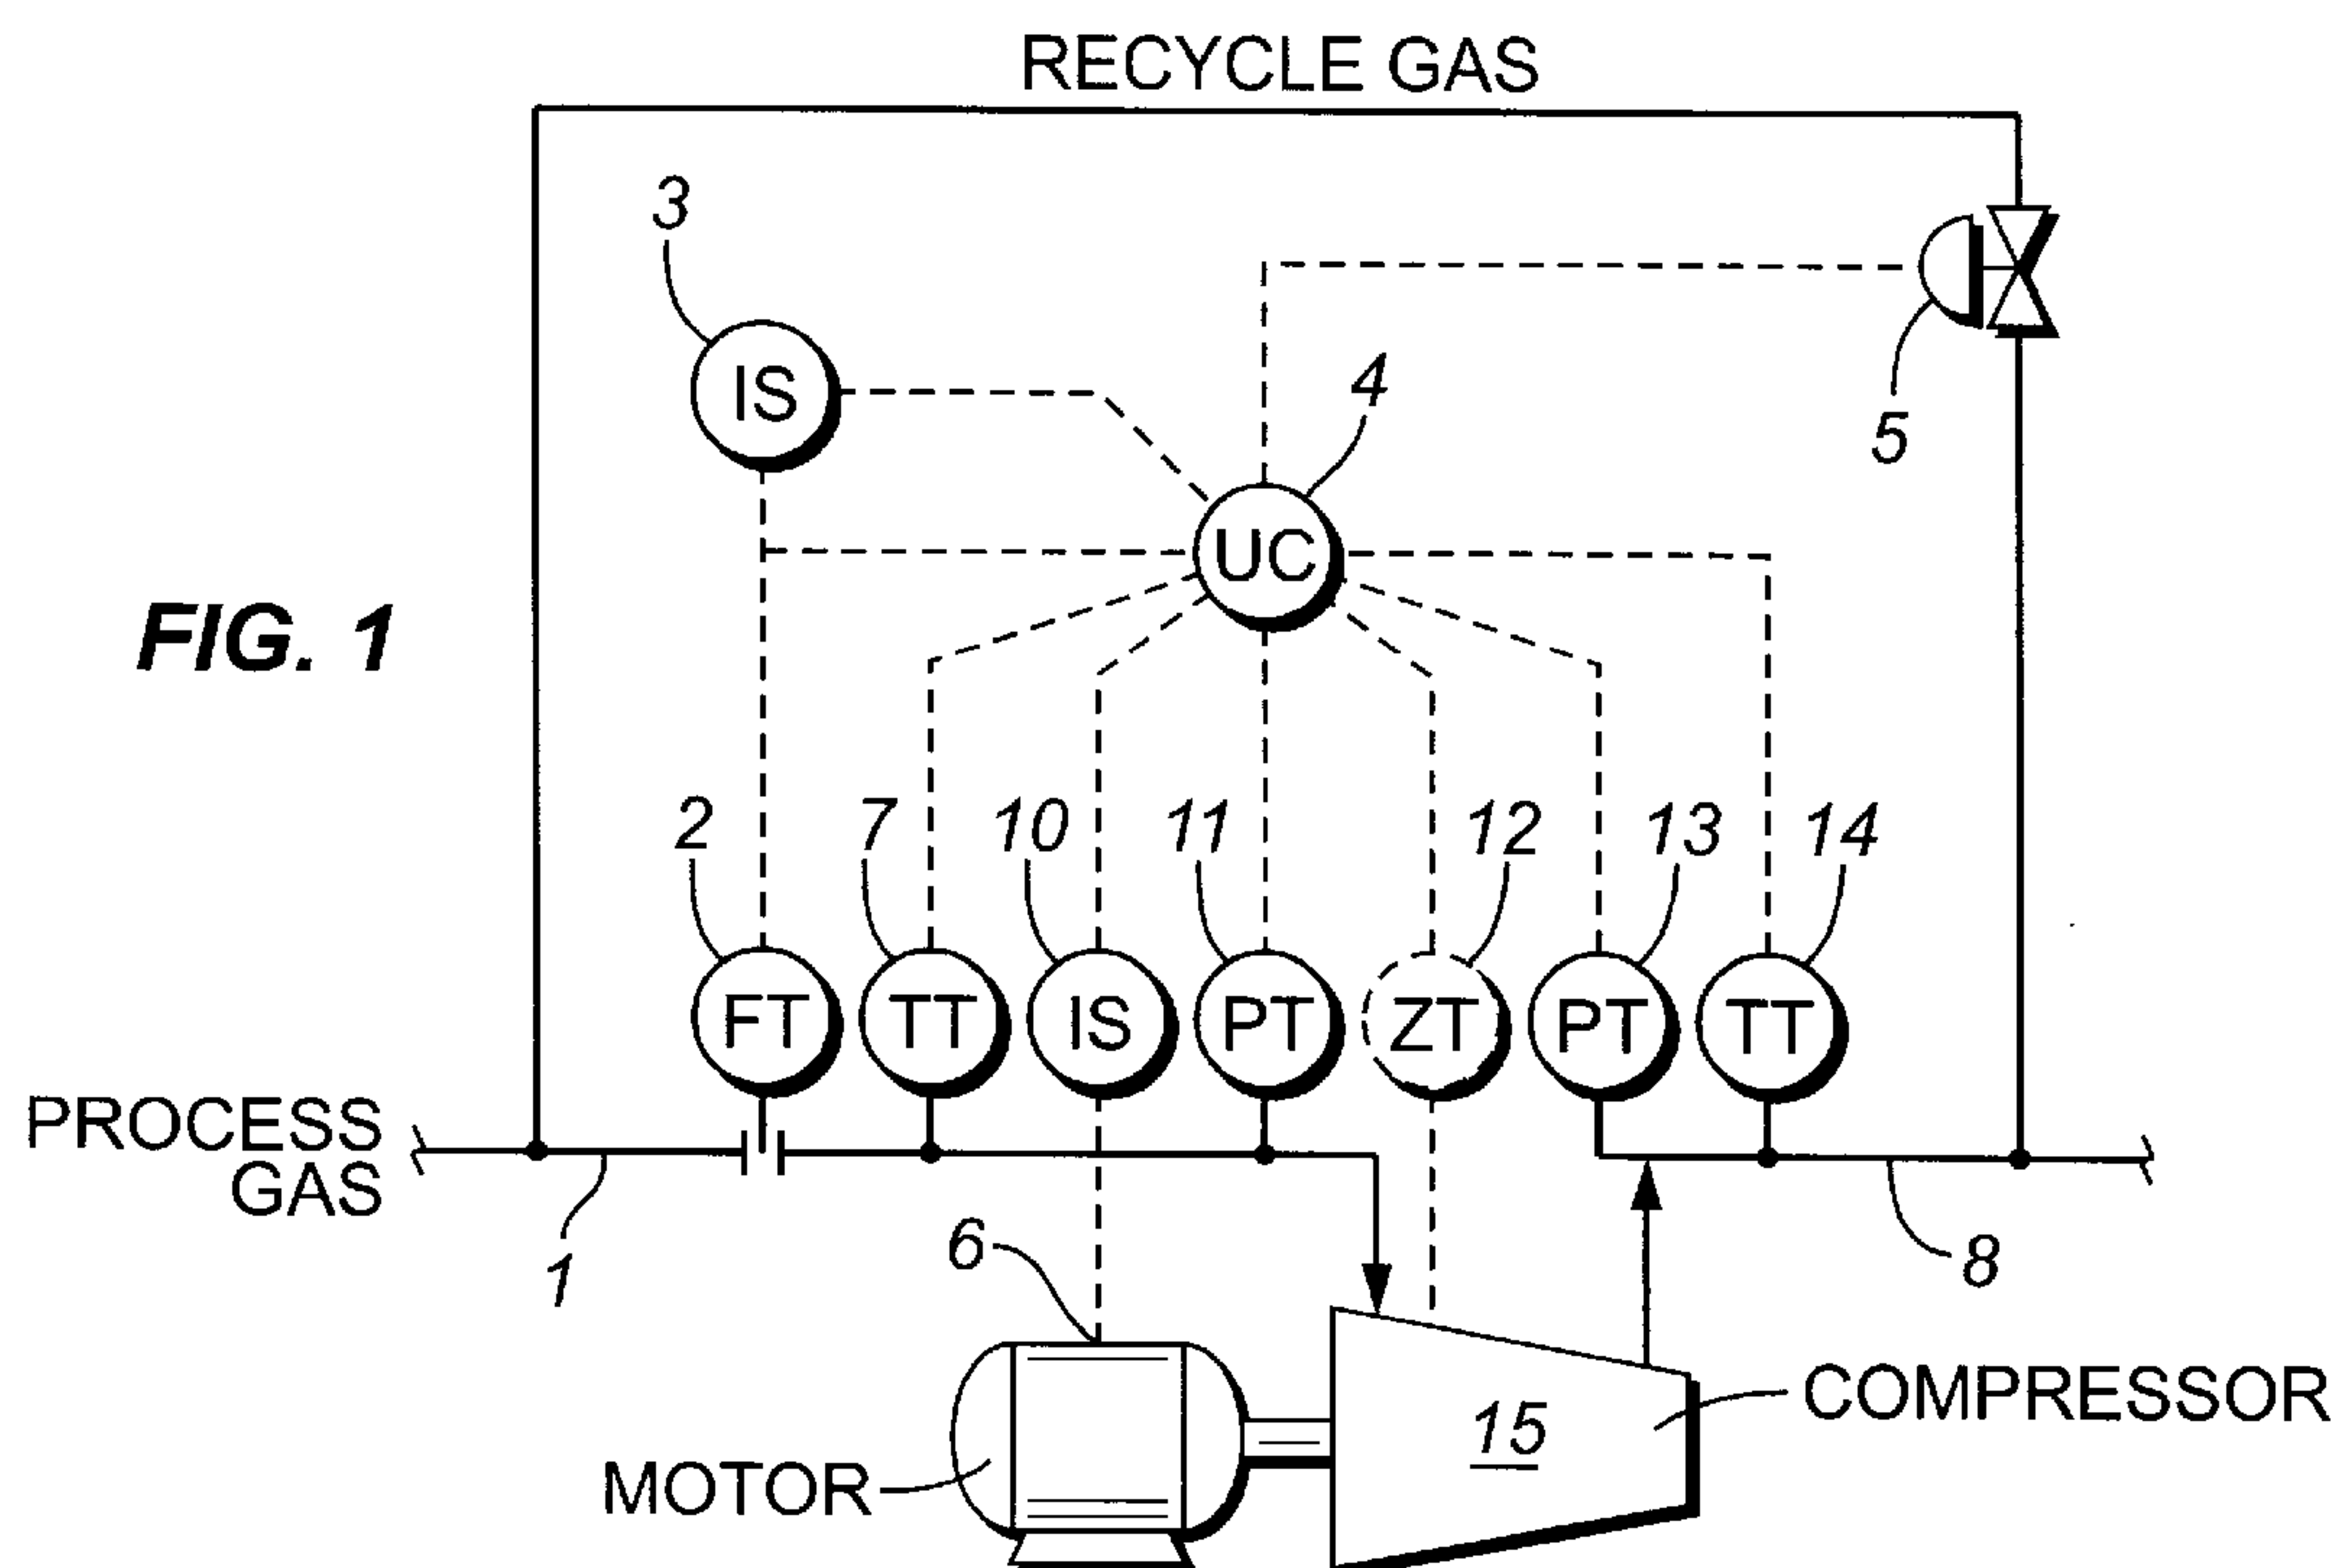 RECYCLE GAS
3
IS
4
5
UC
FIG. 1
2
7
10
11
12
13
14
FT
TT
IS
PT
ZT
PT
TT
PROCESS
GAS
1
6
8
COMPRESSOR
15
MOTOR